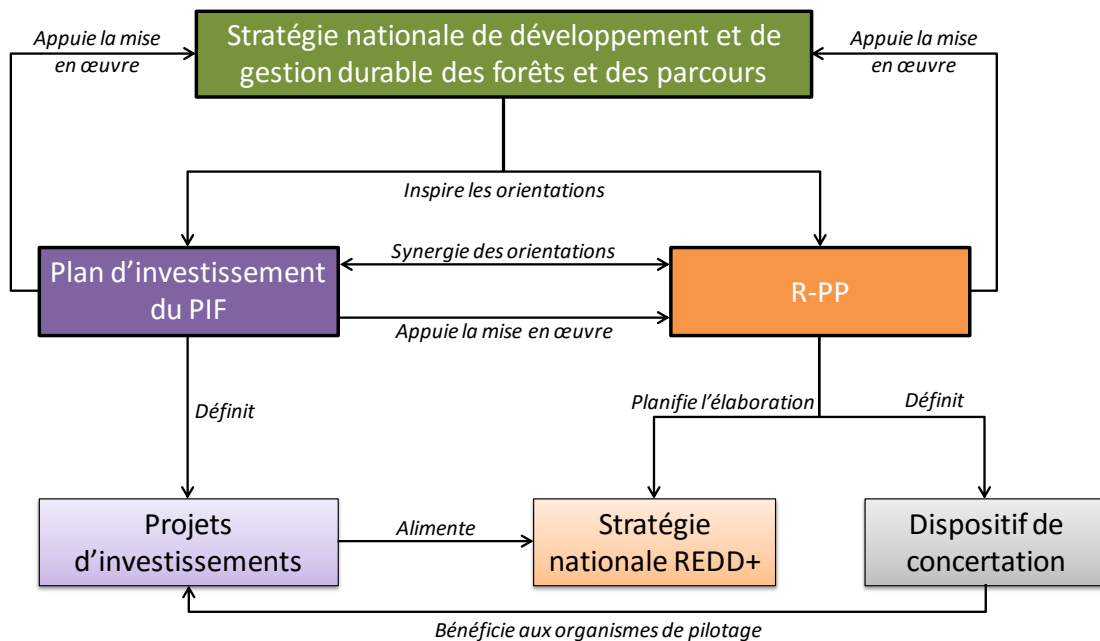 Appuie la mise
en œuvre
Stratégie nationale de développement et de
gestion durable des forêts et des parcours
Appuie la mise
en œuvre
Inspire les orientations
Plan d’investissement
du PIF
Synergie des orientations
R-PP
Appuie la mise en œuvre
Définit
Planifie l’élaboration
Définit
Projets
d’investissements
Alimente
Stratégie
nationale REDD+
Dispositif de
concertation
Bénéficie aux organismes de pilotage